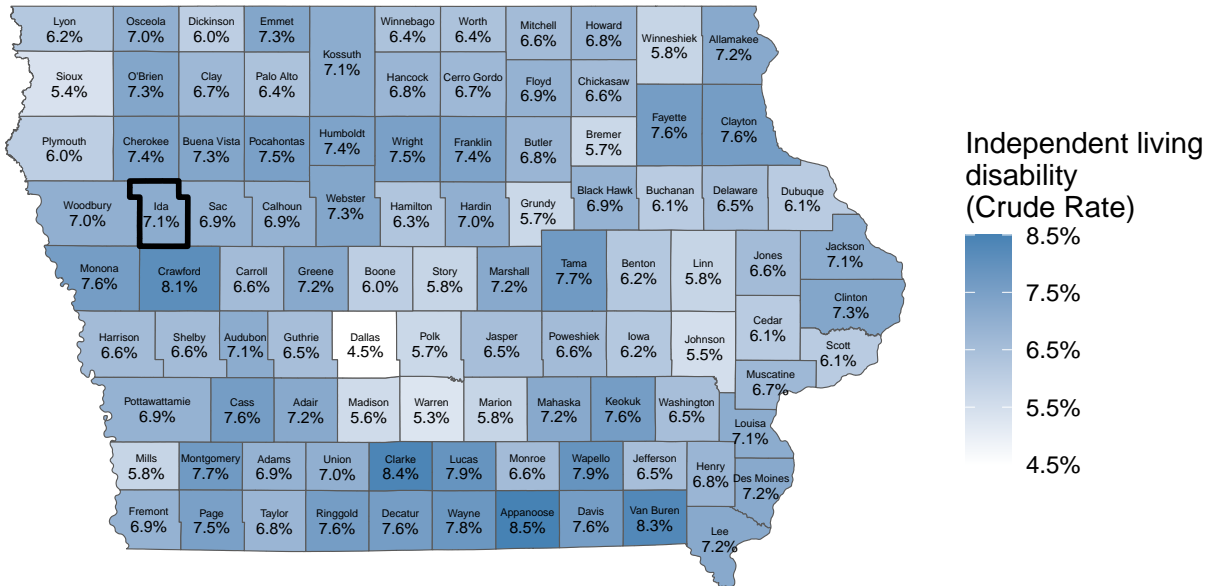 Lyon
6.2%
Osceola
7.0%
Dickinson
6.0%
Emmet
7.3%
Kossuth
7.1%
Winnebago
6.4%
Worth
6.4%
Mitchell
6.6%
Howard
6.8%
Winneshiek
5.8%
Allamakee
7.2%
Sioux
5.4%
O'Brien
7.3%
Clay
6.7%
Palo Alto
6.4%
Hancock
6.8%
Cerro Gordo
6.7%
Floyd
6.9%
Chickasaw
6.6%
Fayette
7.6%
Clayton
7.6%
Plymouth
6.0%
Cherokee
7.4%
Buena Vista
7.3%
Pocahontas
7.5%
Humboldt
7.4%
Wright
7.5%
Franklin
7.4%
Butler
6.8%
Bremer
5.7%
Woodbury
7.0%
Ida
7.1%
Sac
6.9%
Calhoun
6.9%
Webster
7.3%
Hamilton
6.3%
Hardin
7.0%
Grundy
5.7%
Black Hawk
6.9%
Buchanan
6.1%
Delaware
6.5%
Dubuque
6.1%
Monona
7.6%
Crawford
8.1%
Carroll
6.6%
Greene
7.2%
Boone
6.0%
Story
5.8%
Marshall
7.2%
Tama
7.7%
Benton
6.2%
Linn
5.8%
Jones
6.6%
Jackson
7.1%
Clinton
7.3%
Harrison
6.6%
Shelby
6.6%
Audubon
7.1%
Guthrie
6.5%
Dallas
4.5%
Polk
5.7%
Jasper
6.5%
Poweshiek
6.6%
Iowa
6.2%
Johnson
5.5%
Cedar
6.1%
Scott
6.1%
Muscatine
6.7%
Pottawattamie
6.9%
Cass
7.6%
Adair
7.2%
Madison
5.6%
Warren
5.3%
Marion
5.8%
Mahaska
7.2%
Keokuk
7.6%
Washington
6.5%
Louisa
7.1%
Mills
5.8%
Montgomery
7.7%
Adams
6.9%
Union
7.0%
Clarke
8.4%
Lucas
7.9%
Monroe
6.6%
Wapello
7.9%
Jefferson
6.5%
Henry
6.8%
Des Moines
7.2%
Fremont
6.9%
Page
7.5%
Taylor
6.8%
Ringgold
7.6%
Decatur
7.6%
Wayne
7.8%
Appanoose
8.5%
Davis
7.6%
Van Buren
8.3%
Lee
7.2%
Independent living
disability
(Crude Rate)
8.5%
7.5%
6.5%
5.5%
4.5%